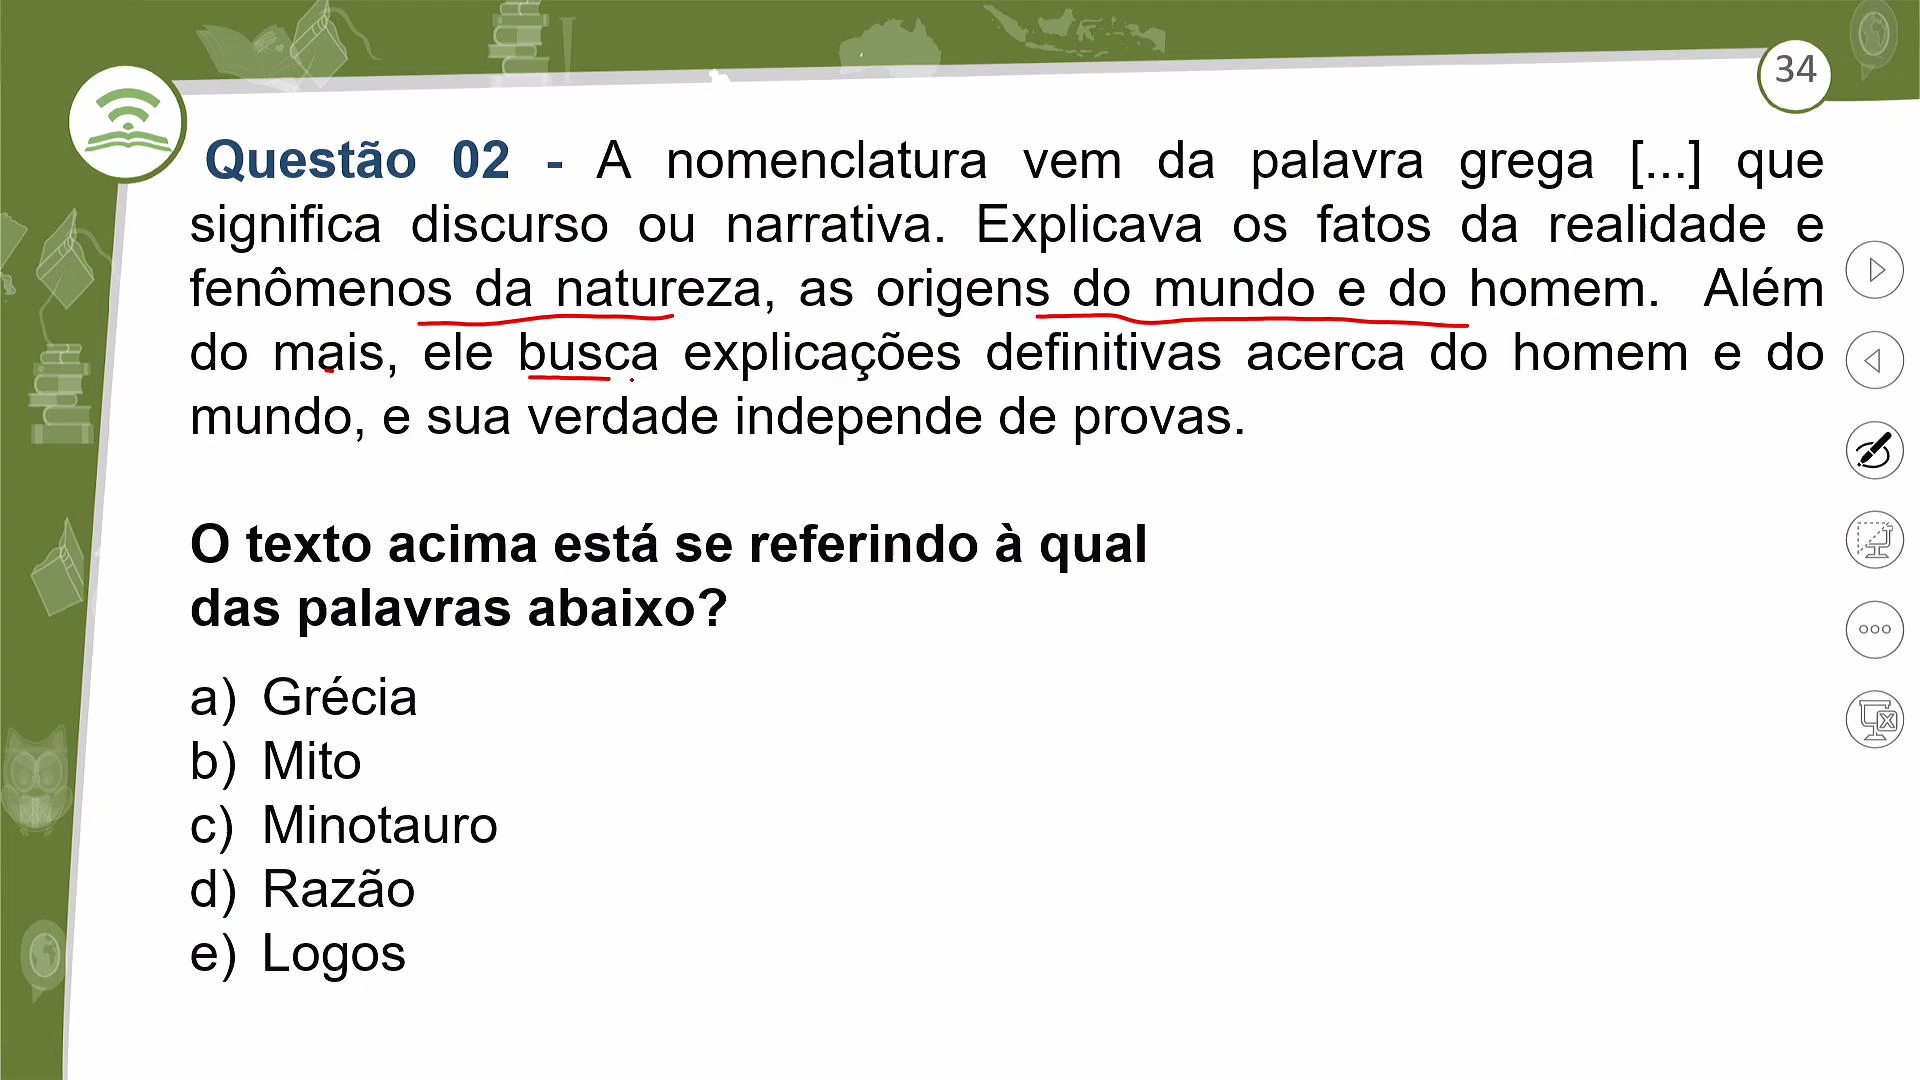 34
Questão 02 - A nomenclatura vem da palavra grega [...] que
significa discurso ou narrativa. Explicava os fatos da realidade e
fenômenos da natureza, as origens do mundo e do homem. Além
do mais, ele busca explicações definitivas acerca do homem e do
mundo, e sua verdade independe de provas.
O texto acima está se referindo à qual
das palavras abaixo?
a) Grécia
b) Mito
c) Minotauro
d) Razão
e) Logos